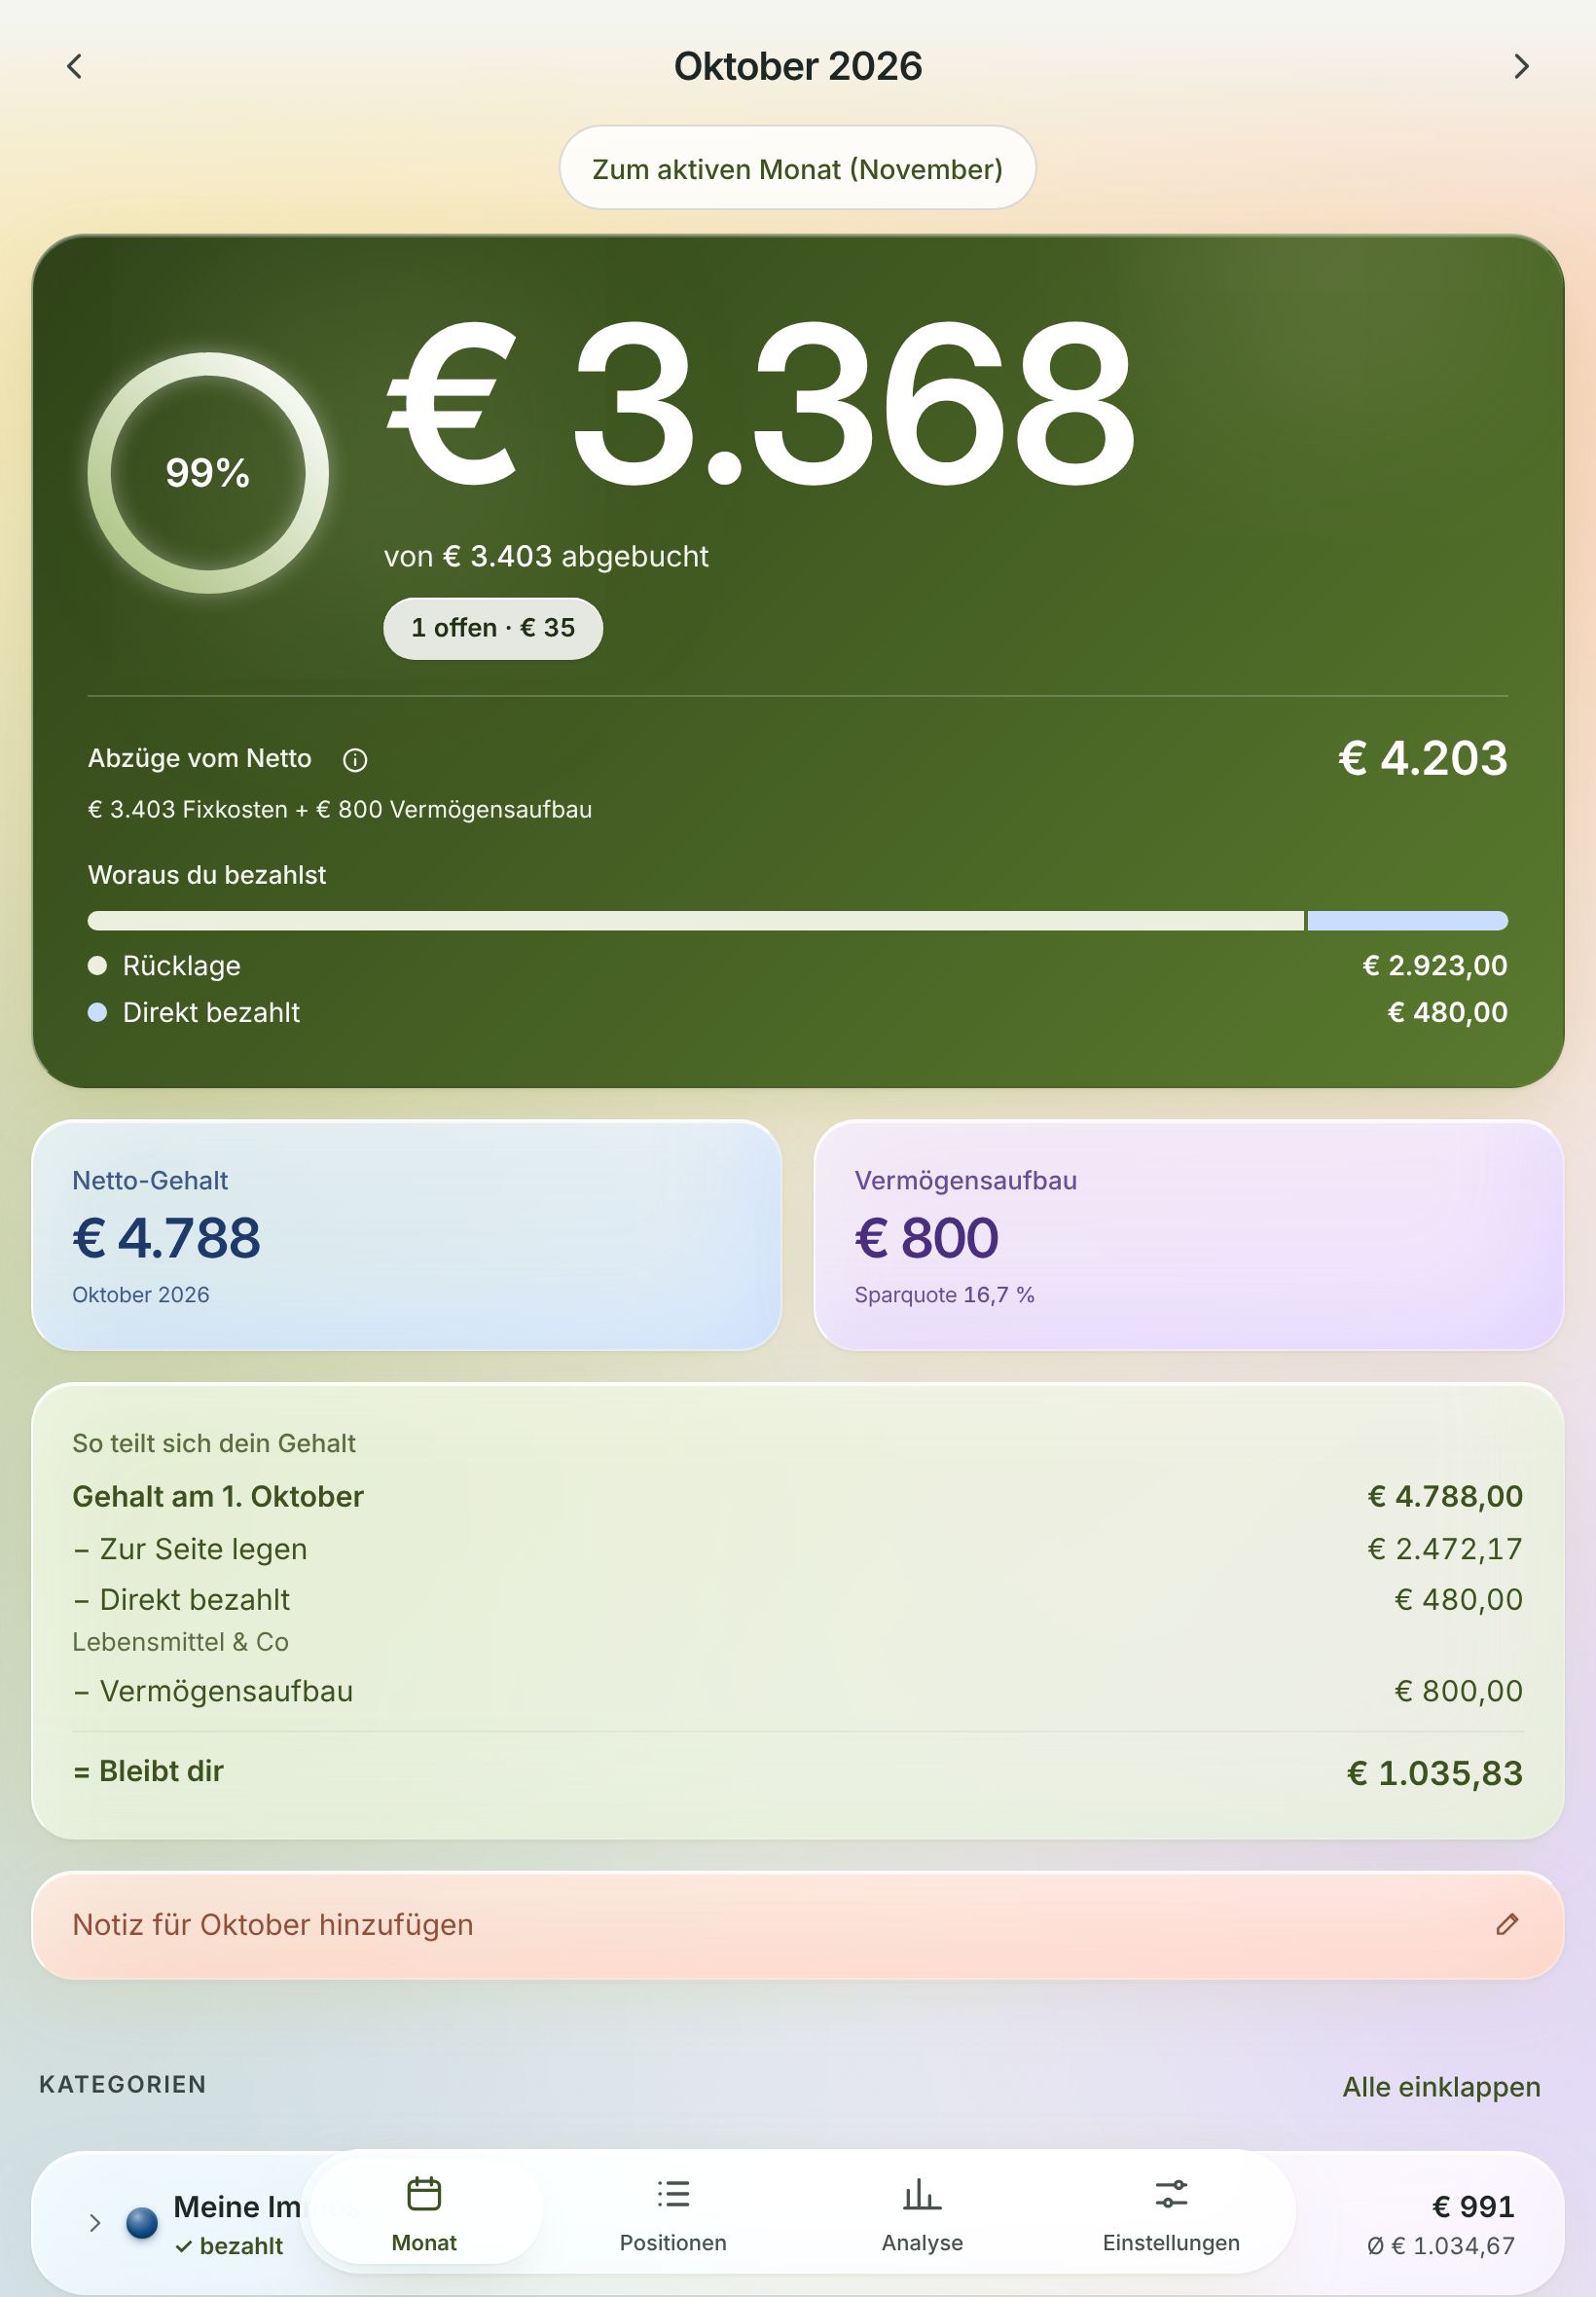 Oktober 2026
Zum aktiven Monat (November)
99%
€ 3.368
von € 3.403 abgebucht
1 offen · € 35
Abzüge vom Netto
€ 4.203
€ 3.403 Fixkosten + € 800 Vermögensaufbau
Woraus du bezahlst
Rücklage € 2.923,00
Direkt bezahlt € 480,00
Netto-Gehalt
€ 4.788
Oktober 2026
Vermögensaufbau
€ 800
Sparquote 16,7 %
So teilt sich dein Gehalt
Gehalt am 1. Oktober € 4.788,00
− Zur Seite legen € 2.472,17
− Direkt bezahlt € 480,00
Lebensmittel & Co
− Vermögensaufbau € 800,00
= Bleibt dir € 1.035,83
Notiz für Oktober hinzufügen
KATEGORIEN
Alle einklappen
Meine
✓ bezahlt
€ 991
Ø € 1.034,67
Monat
Positionen
Analyse
Einstellungen